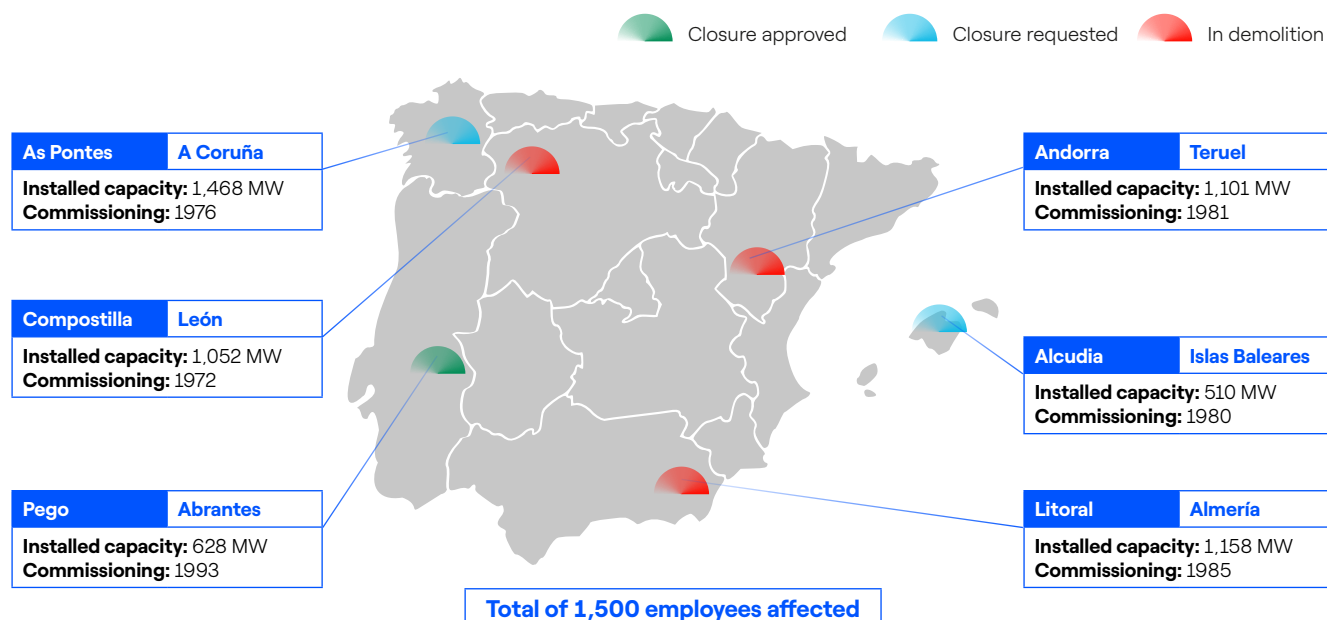 Closure approved
Closure requested
In demolition
As Pontes
A Coruña
Installed capacity: 1,468 MW
Commissioning: 1976
Compostilla
León
Installed capacity: 1,052 MW
Commissioning: 1972
Pego
Abrantes
Installed capacity: 628 MW
Commissioning: 1993
Andorra
Teruel
Installed capacity: 1,101 MW
Commissioning: 1981
Alcudia
Islas Baleares
Installed capacity: 510 MW
Commissioning: 1980
Litoral
Almería
Installed capacity: 1,158 MW
Commissioning: 1985
Total of 1,500 employees affected